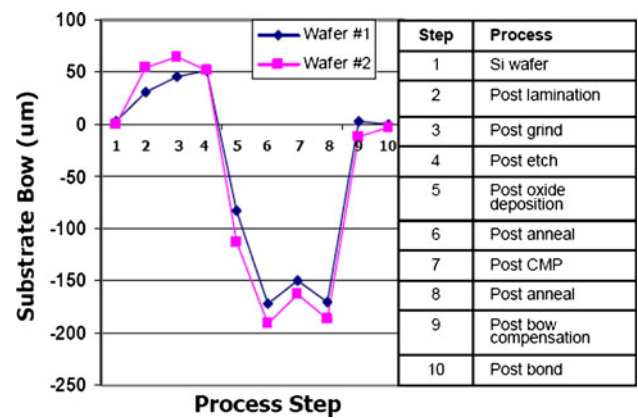 Substrate Bow (um)
100
50
0
-50
-100
-150
-200
-250
1 2 3 4 5 6 7 8 9 10
Process Step
Wafer #1
Wafer #2
Step Process
1 Si wafer
2 Post lamination
3 Post grind
4 Post etch
5 Post oxide
deposition
6 Post anneal
7 Post CMP
8 Post anneal
9 Post bow
compensation
10 Post bond